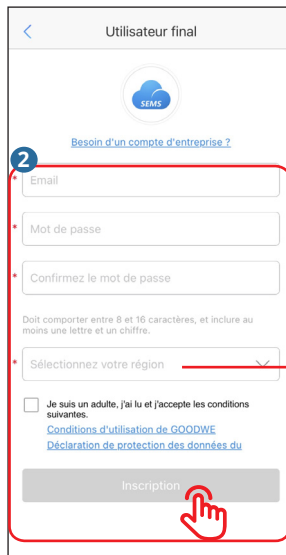 Utilisateur final
SEMS
Besoin d'un compte d'entreprise ?
2
* Email
* Mot de passe
* Confirmez le mot de passe
Doit comporter entre 8 et 16 caractères, et inclure au
moins une lettre et un chiffre.
* Sélectionnez votre région
Je suis un adulte, j'ai lu et j'accepte les conditions
suivantes.
Conditions d'utilisation de GOODWE
Déclaration de protection des données du
Inscription